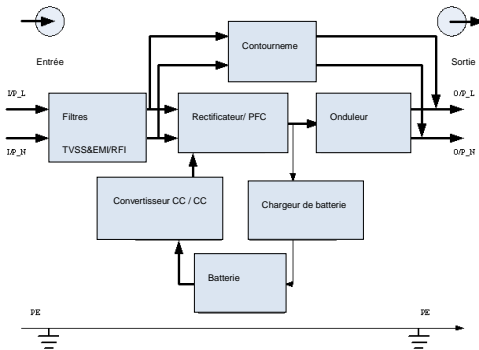 Contourneme
Entrée
Sortie
I/P_L
O/P_L
Filtres
TVSS&EMI/RFI
Rectificateur/ PFC
Onduleur
I/P_N
O/P_N
Convertisseur CC / CC
Chargeur de batterie
Batterie
PE
PE